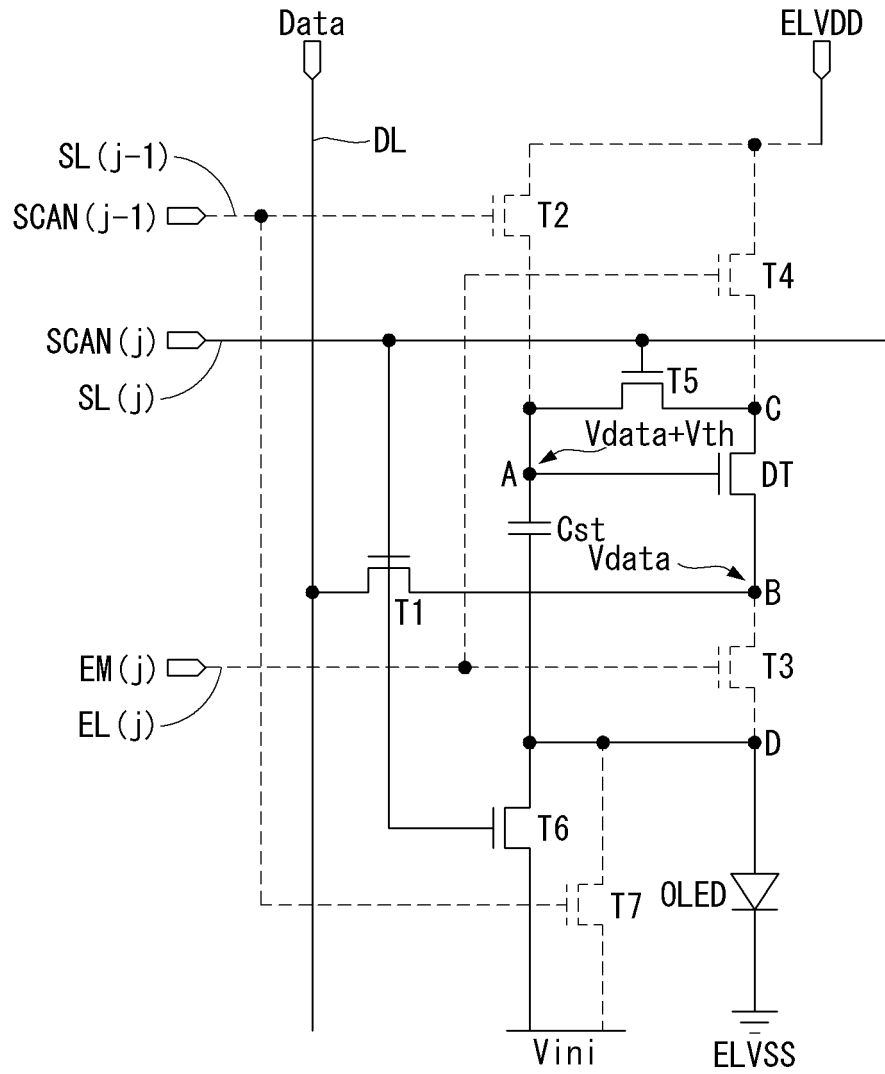 Data
ELVDD
DL
SL(j-1)
SCAN(j-1)
T2
T4
SCAN(j)
SL(j)
T5
C
Vdata+Vth
A
DT
Cst
Vdata
B
T1
EM(j)
T3
EL(j)
D
T6
OLED
T7
Vini
ELVSS